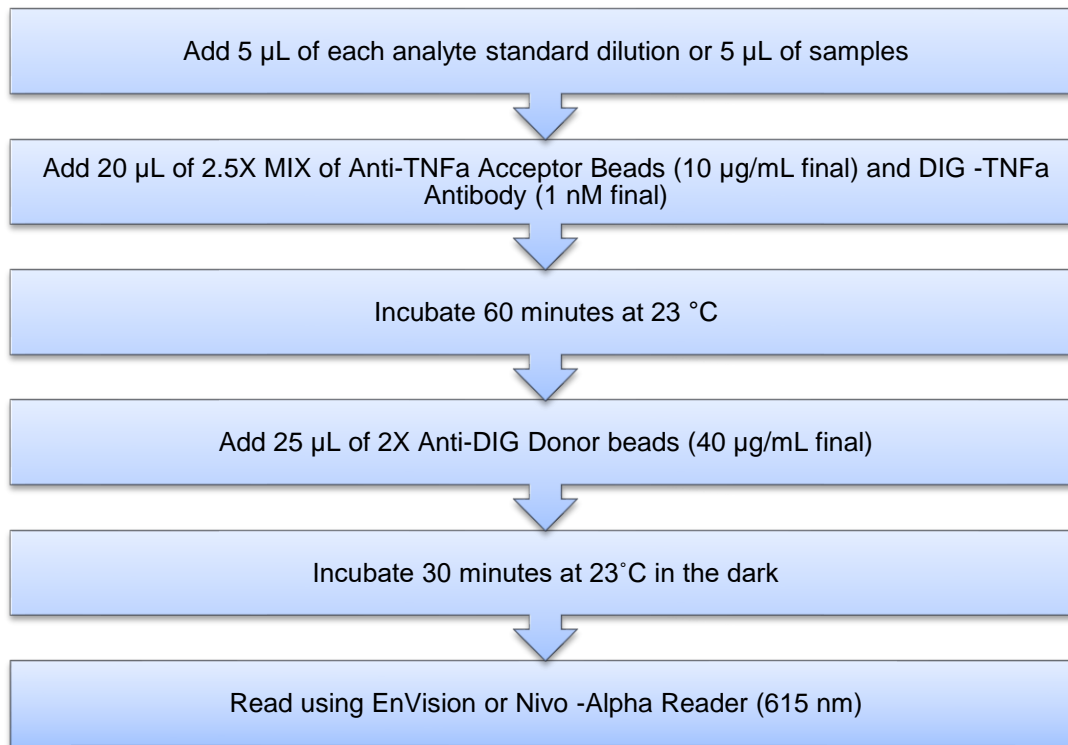 Add 5 µL of each analyte standard dilution or 5 µL of samples
Add 20 µL of 2.5X MIX of Anti-TNFa Acceptor Beads (10 µg/mL final) and DIG -TNFa
Antibody (1 nM final)
Incubate 60 minutes at 23 °C
Add 25 µL of 2X Anti-DIG Donor beads (40 µg/mL final)
Incubate 30 minutes at 23˚C in the dark
Read using EnVision or Nivo -Alpha Reader (615 nm)